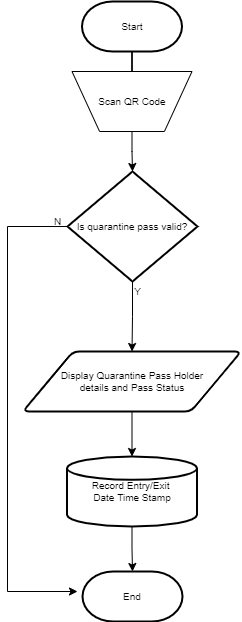 Start
Scan QR Code
N
Is quarantine pass valid?
Y
Display Quarantine Pass Holder
details and Pass Status
Record Entry/Exit
Date Time Stamp
End